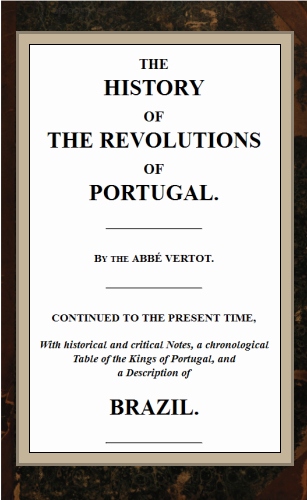 THE
HISTORY
OF
THE REVOLUTIONS
OF
PORTUGAL.
By the ABBÉ VERTOT.
CONTINUED TO THE PRESENT TIME,
With historical and critical Notes, a chronological
Table of the Kings of Portugal, and
a Description of
BRAZIL.